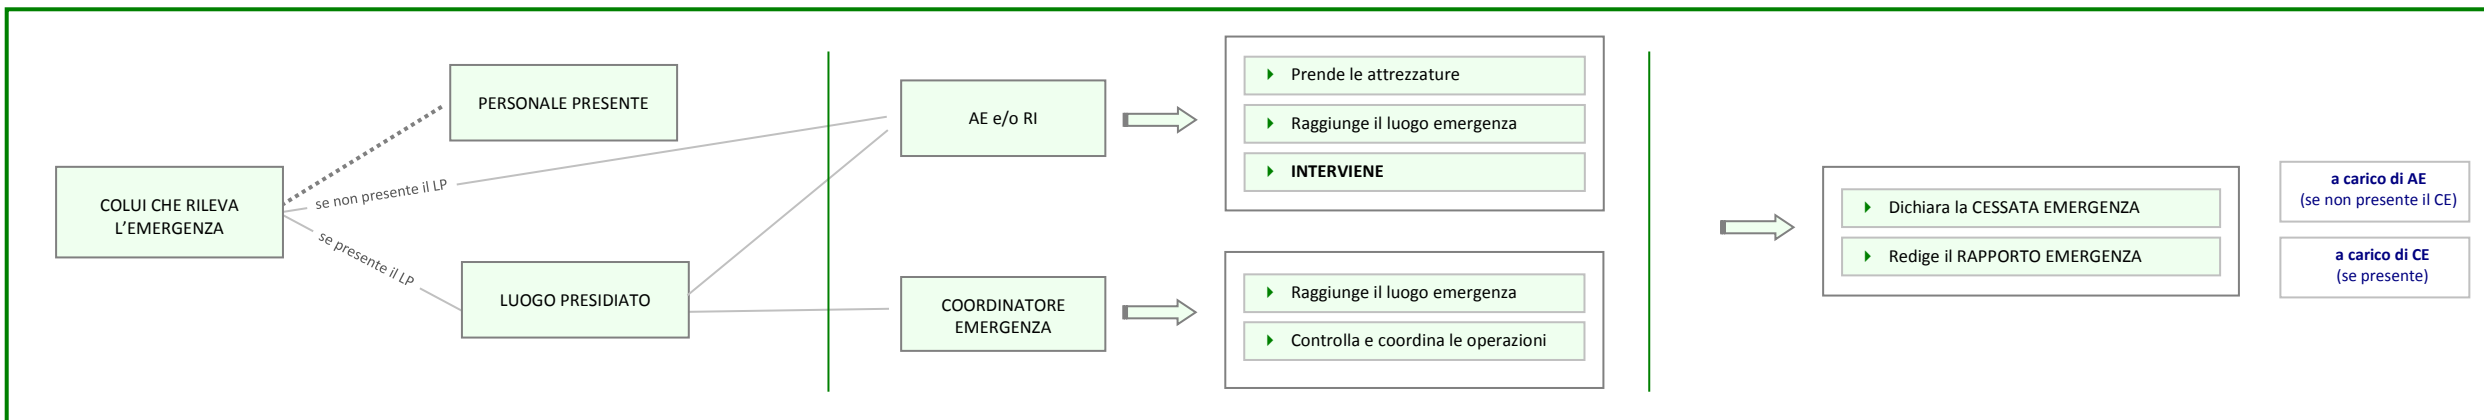 PERSONALE PRESENTE
COLUI CHE RILEVA
L’EMERGENZA
se non presente il LP
se presente il LP
LUOGO PRESIDIATO
AE e/o RI
COORDINATORE
EMERGENZA
Prende le attrezzature
Raggiunge il luogo emergenza
INTERVIENE
Raggiunge il luogo emergenza
Controlla e coordina le operazioni
Dichiara la CESSATA EMERGENZA
Redige il RAPPORTO EMERGENZA
a carico di AE
(se non presente il CE)
a carico di CE
(se presente)